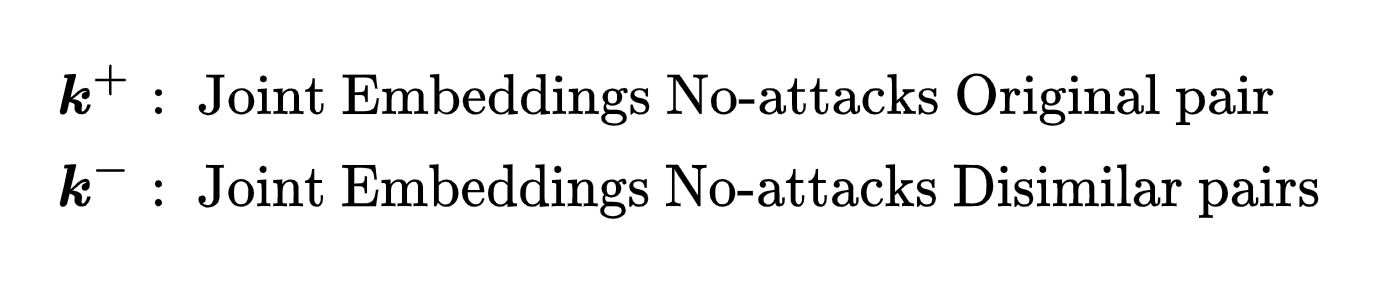 k⁺ : Joint Embeddings No-attacks Original pair
k⁻ : Joint Embeddings No-attacks Disimilar pairs